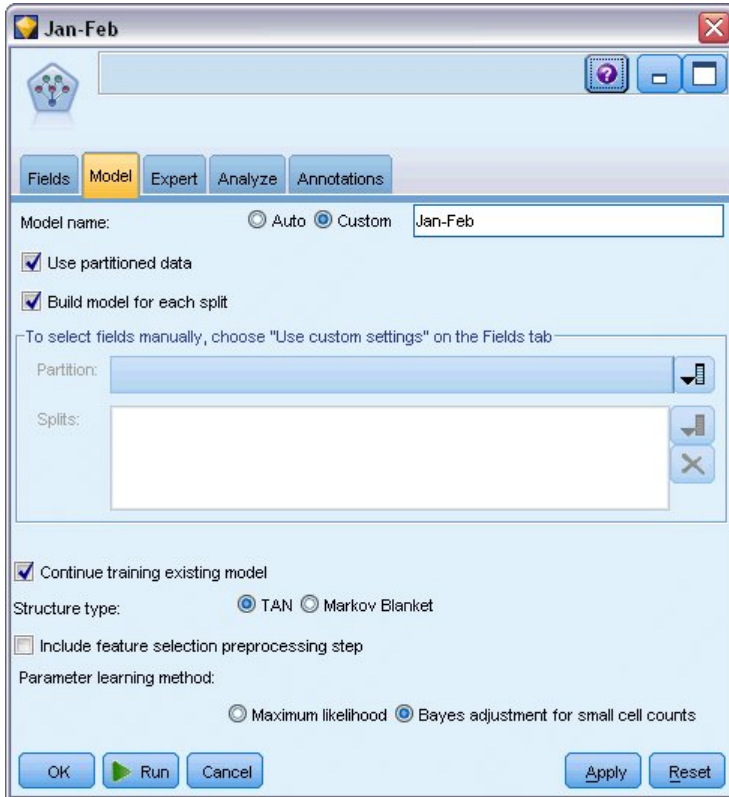 Jan-Feb
?
Fields Model Expert Analyze Annotations
Model name: Auto Custom Jan-Feb
Use partitioned data
Build model for each split
To select fields manually, choose "Use custom settings" on the Fields tab
Partition:
Splits:
Continue training existing model
Structure type: TAN Markov Blanket
Include feature selection preprocessing step
Parameter learning method:
Maximum likelihood Bayes adjustment for small cell counts
OK Run Cancel Apply Reset